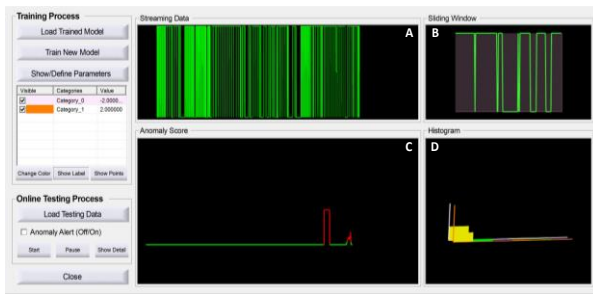 Training Process
Load Trained Model
Train New Model
Show/Define Parameters
Visible Categories Value
Category_0 -2.0000...
Category_1 2.000000
Change Color Show Label Show Points
Online Testing Process
Load Testing Data
Anomaly Alert (Off/On)
Start Pause Show Detail
Close
Streaming Data
A
Sliding Window
B
Anomaly Score
C
Histogram
D